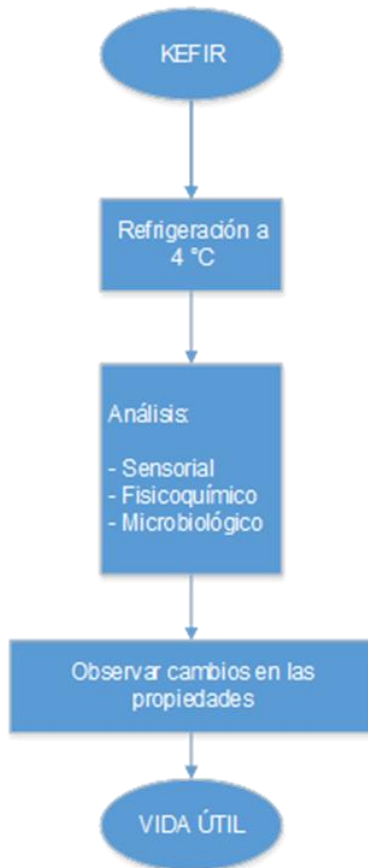 KEFIR
Refrigeración a
4 °C
Análisis:
- Sensorial
- Fisicoquímico
- Microbiológico
Observar cambios en las
propiedades
VIDA ÚTIL